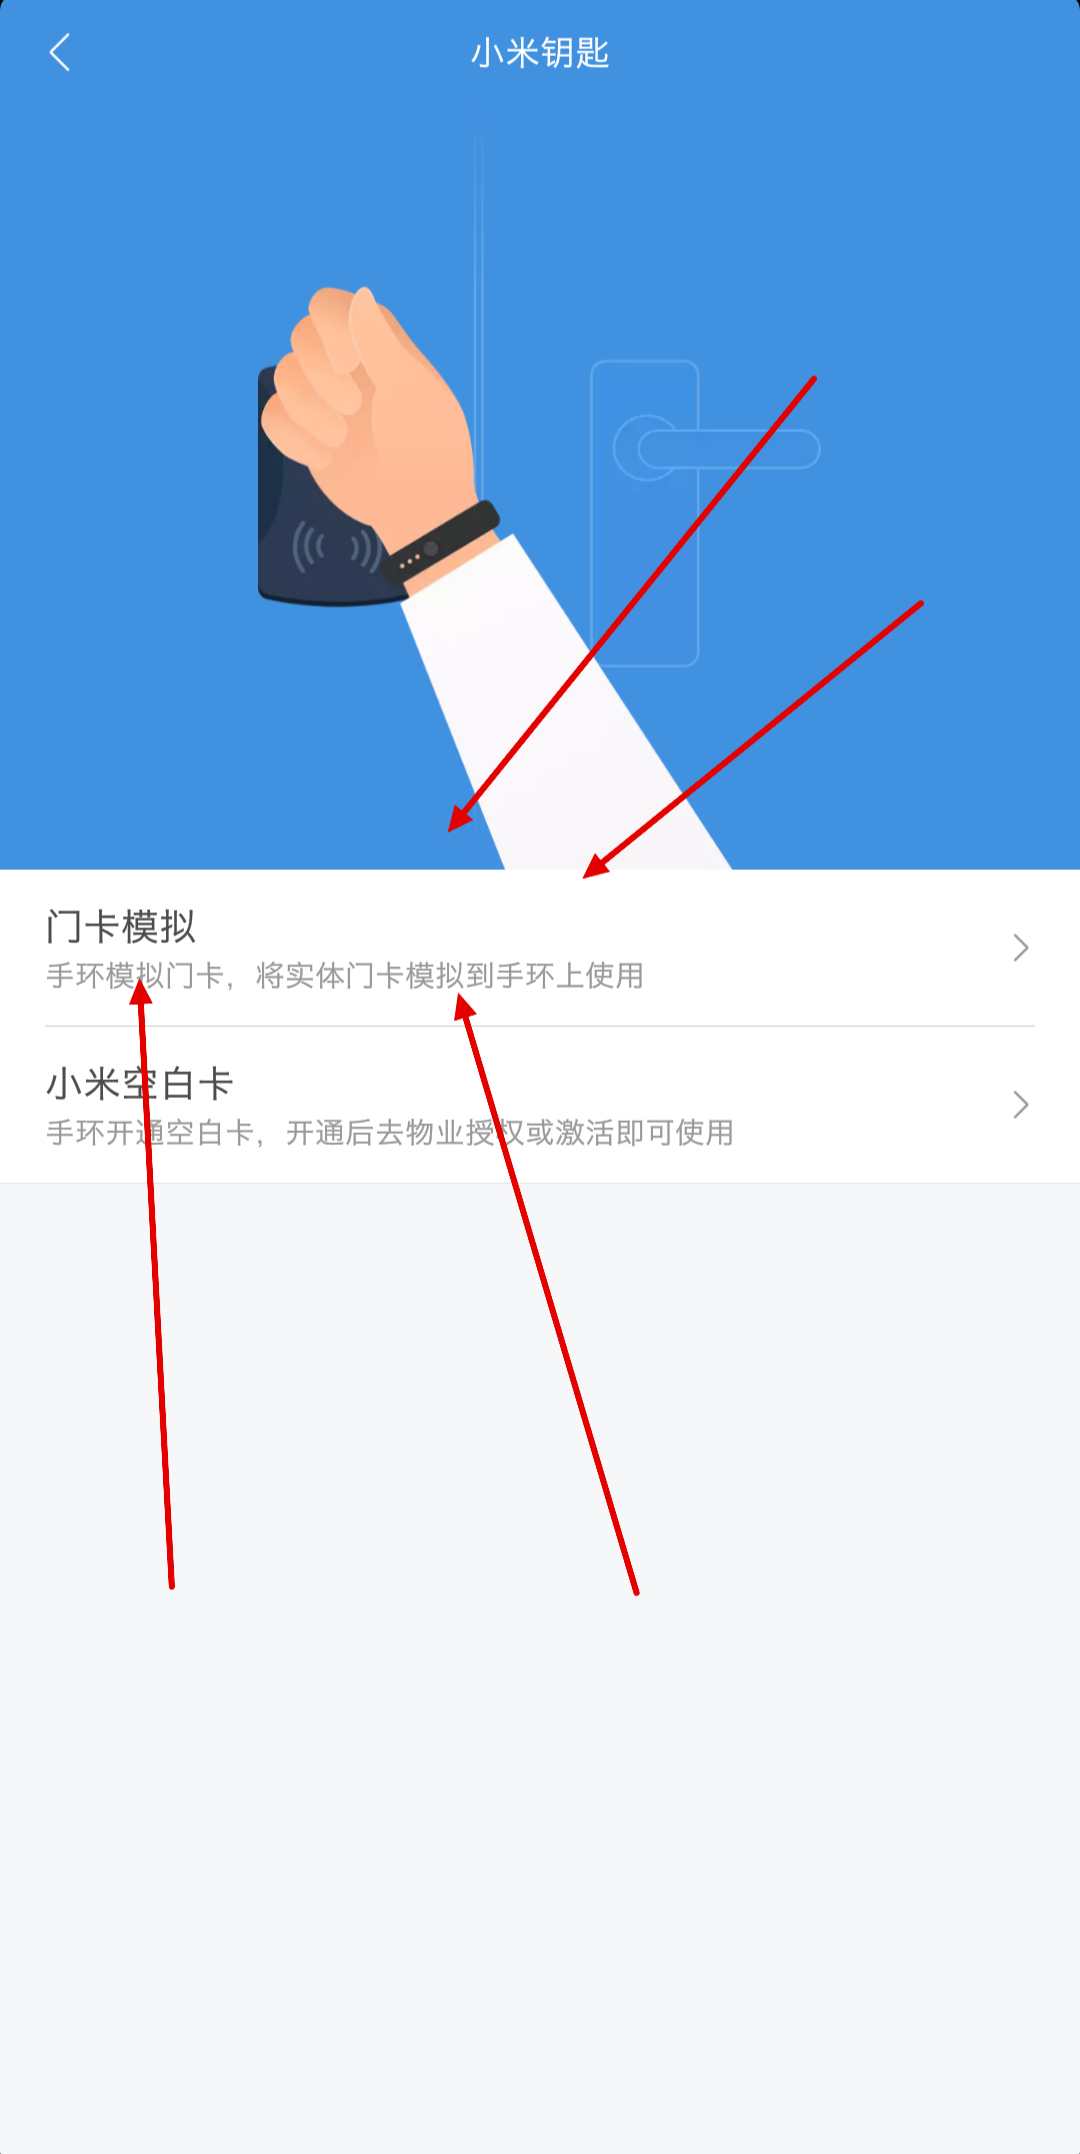 小米钥匙
门卡模拟
手环模拟门卡，将实体门卡模拟到手环上使用
小米空白卡
手环开通空白卡，开通后去物业授权或激活即可使用